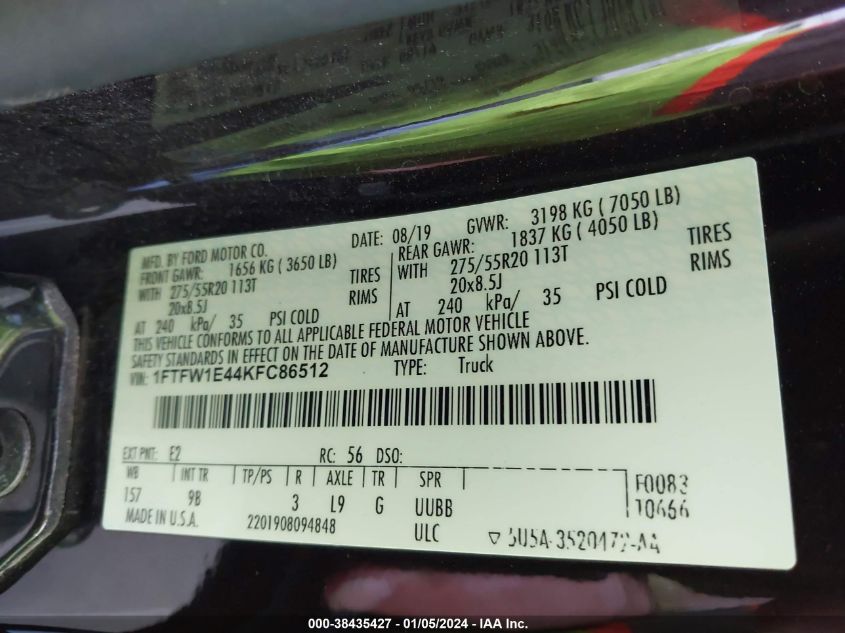 MFD. BY FORD MOTOR CO.
DATE: 08/19 GVWR: 3198 KG ( 7050 LB)
FRONT GAWR: 1656 KG ( 3650 LB)
REAR GAWR: 1837 KG ( 4050 LB)
WITH 275/55R20 113T TIRES
WITH 275/55R20 113T TIRES
20x8.5J RIMS
20x8.5J RIMS
AT 240 kPa/ 35 PSI COLD
AT 240 kPa/ 35 PSI COLD
THIS VEHICLE CONFORMS TO ALL APPLICABLE FEDERAL MOTOR VEHICLE
SAFETY STANDARDS IN EFFECT ON THE DATE OF MANUFACTURE SHOWN ABOVE.
VIN: 1FTFW1E44KFC86512 TYPE: Truck
EXT PNT: E2 RC: 56 DSO:
WB INT TR TP/PS R AXLE TR SPR
157 9B 3 L9 G UUBB
F0083
10666
MADE IN U.S.A. 2201908094848 ULC
000-38435427 - 01/05/2024 - IAA Inc.